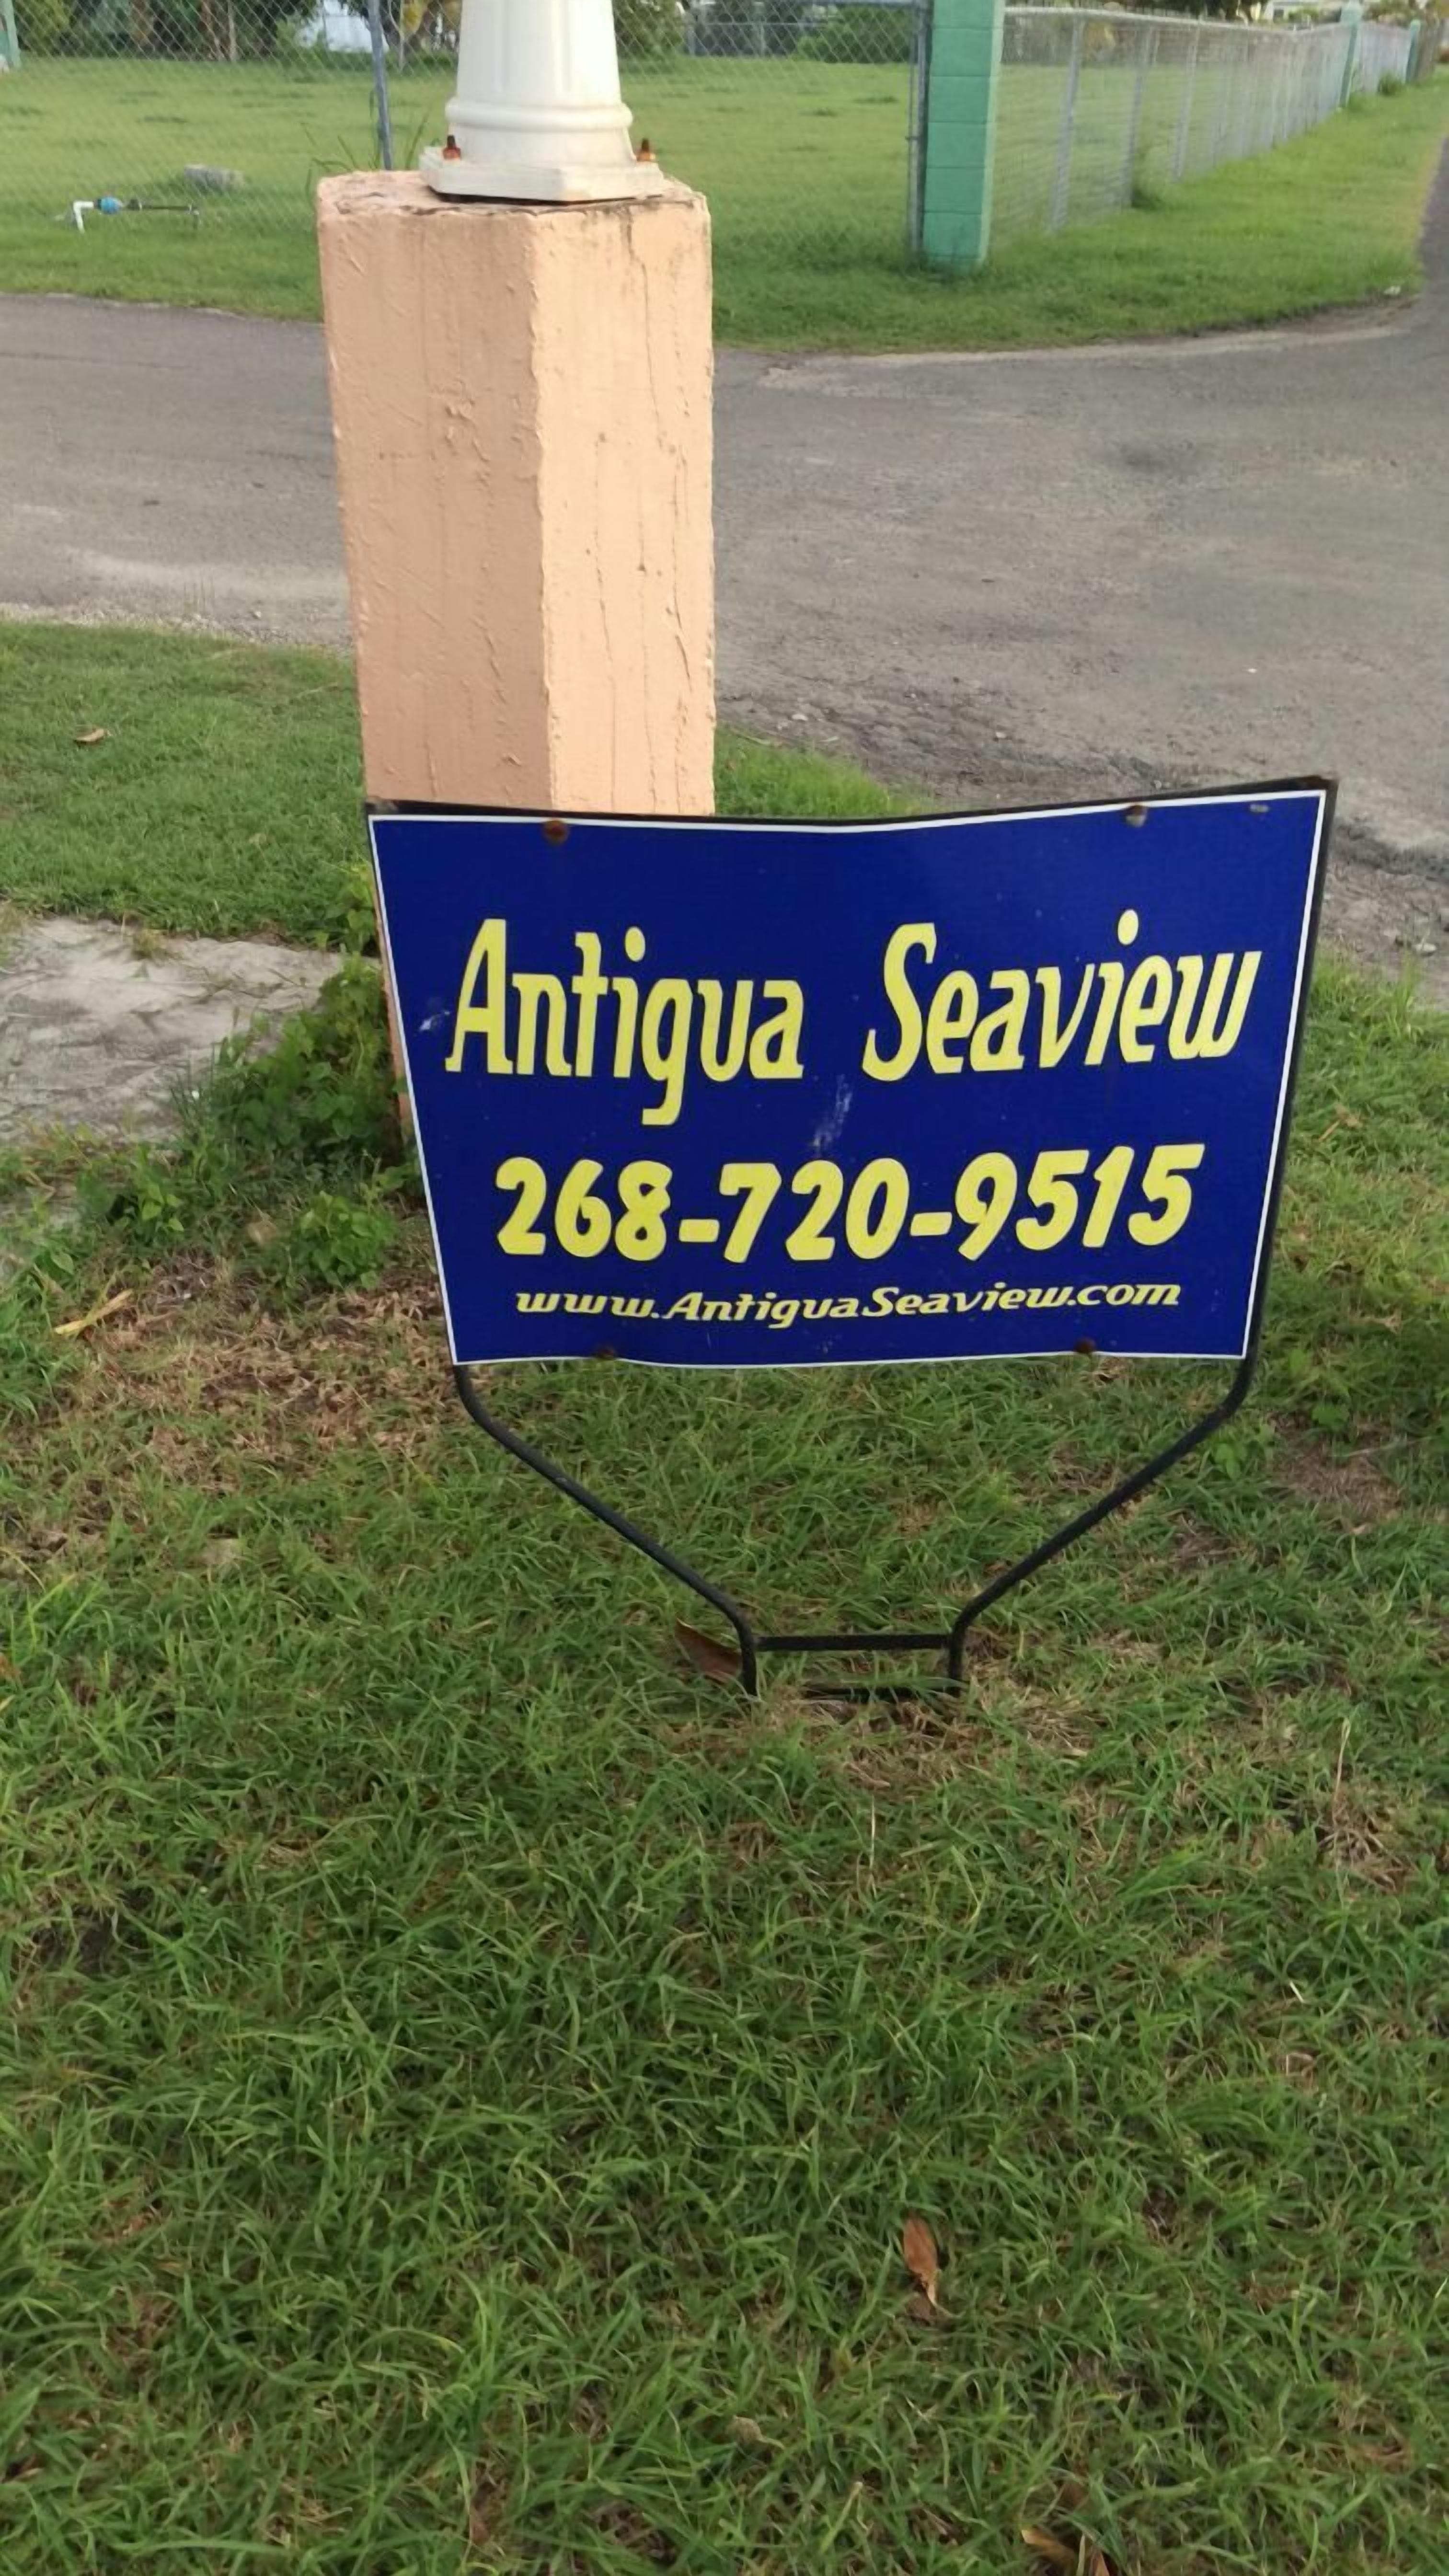 Antigua Seaview
268-720-9515
www.AntiguaSeaview.com